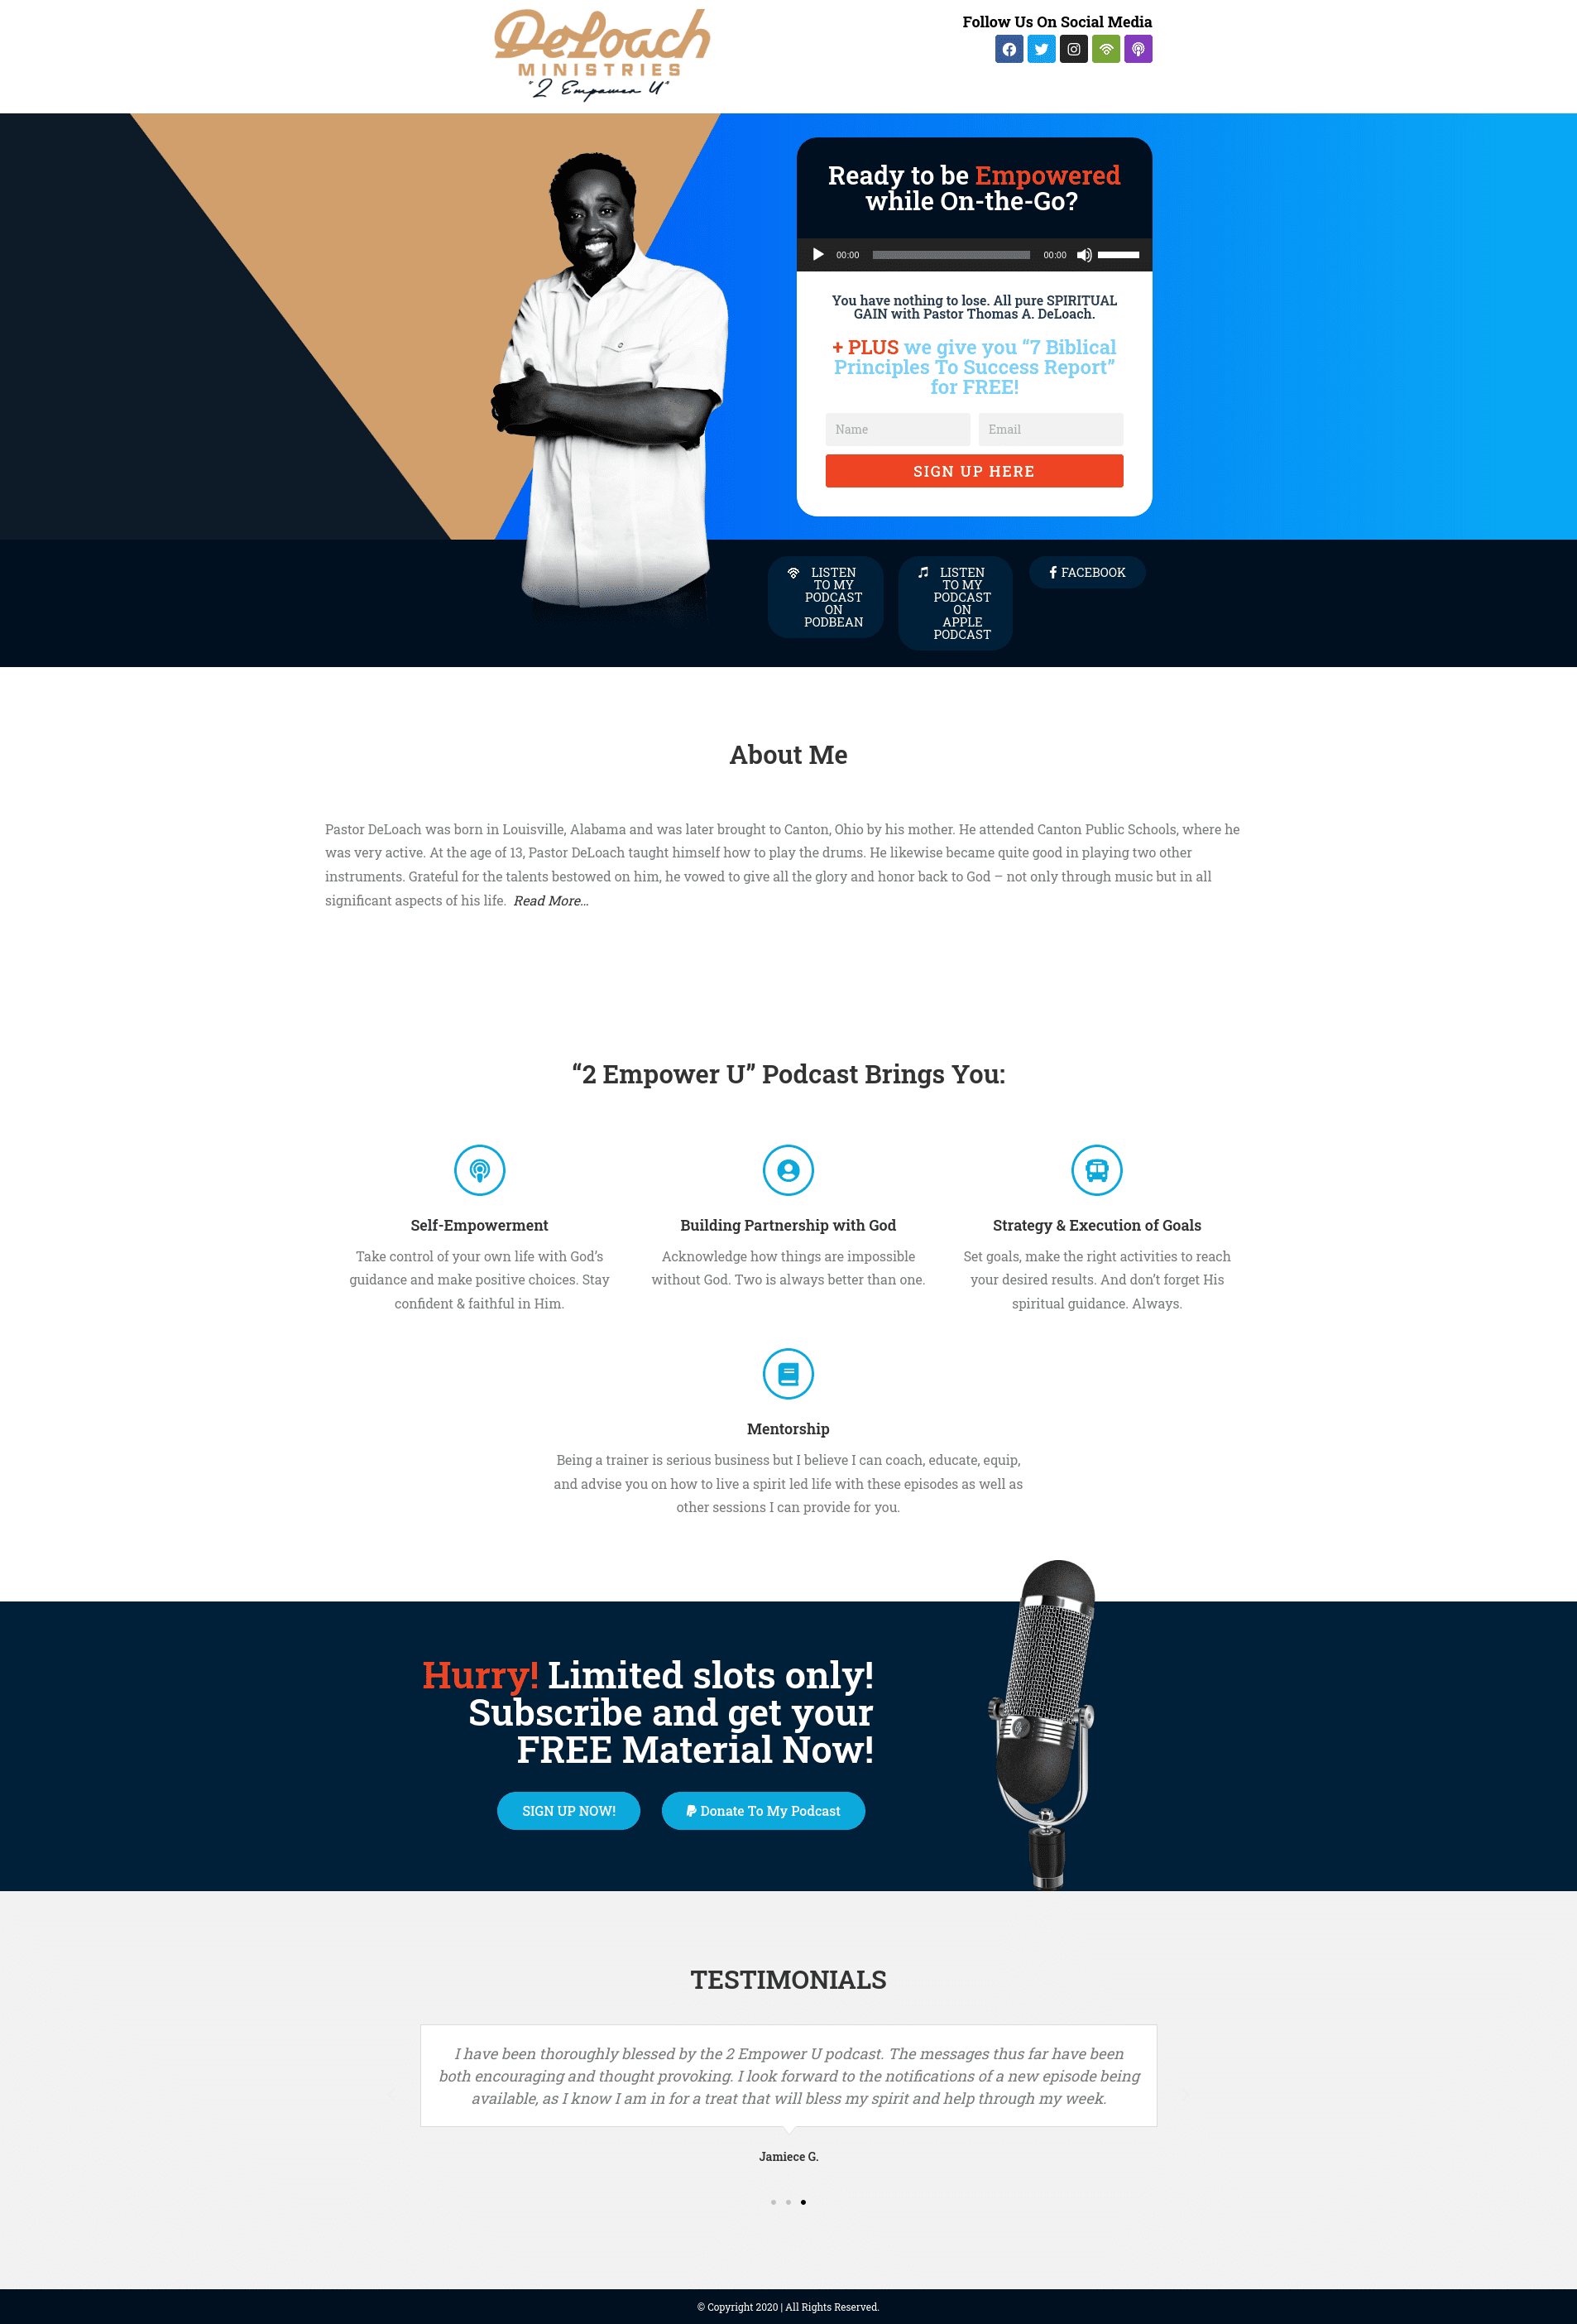 DeLoach
MINISTRIES
"2 Empower U"
Follow Us On Social Media
Ready to be Empowered
while On-the-Go?
00:00
00:00
You have nothing to lose. All pure SPIRITUAL
GAIN with Pastor Thomas A. DeLoach.
+ PLUS we give you “7 Biblical
Principles To Success Report”
for FREE!
Name
Email
SIGN UP HERE
LISTEN
TO MY
PODCAST
ON
PODBEAN
LISTEN
TO MY
PODCAST
ON
APPLE
PODCAST
FACEBOOK
About Me
Pastor DeLoach was born in Louisville, Alabama and was later brought to Canton, Ohio by his mother. He attended Canton Public Schools, where he
was very active. At the age of 13, Pastor DeLoach taught himself how to play the drums. He likewise became quite good in playing two other
instruments. Grateful for the talents bestowed on him, he vowed to give all the glory and honor back to God – not only through music but in all
significant aspects of his life. Read More...
“2 Empower U” Podcast Brings You:
Self-Empowerment
Take control of your own life with God’s
guidance and make positive choices. Stay
confident & faithful in Him.
Building Partnership with God
Acknowledge how things are impossible
without God. Two is always better than one.
Strategy & Execution of Goals
Set goals, make the right activities to reach
your desired results. And don’t forget His
spiritual guidance. Always.
Mentorship
Being a trainer is serious business but I believe I can coach, educate, equip,
and advise you on how to live a spirit led life with these episodes as well as
other sessions I can provide for you.
Hurry! Limited slots only!
Subscribe and get your
FREE Material Now!
SIGN UP NOW!
Donate To My Podcast
TESTIMONIALS
I have been thoroughly blessed by the 2 Empower U podcast. The messages thus far have been
both encouraging and thought provoking. I look forward to the notifications of a new episode being
available, as I know I am in for a treat that will bless my spirit and help through my week.
Jamiece G.
© Copyright 2020 | All Rights Reserved.